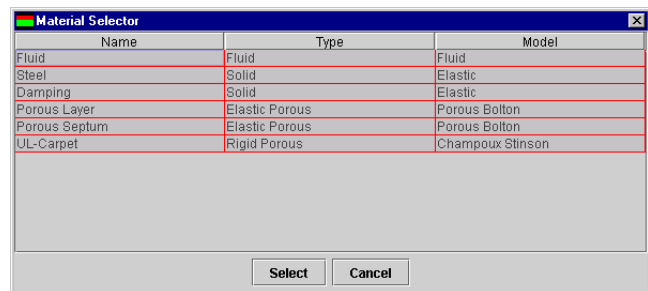 Material Selector
Name Type Model
Fluid Fluid Fluid
Steel Solid Elastic
Damping Solid Elastic
Porous Layer Elastic Porous Porous Bolton
Porous Septum Elastic Porous Porous Bolton
UL-Carpet Rigid Porous Champoux Stinson
Select Cancel